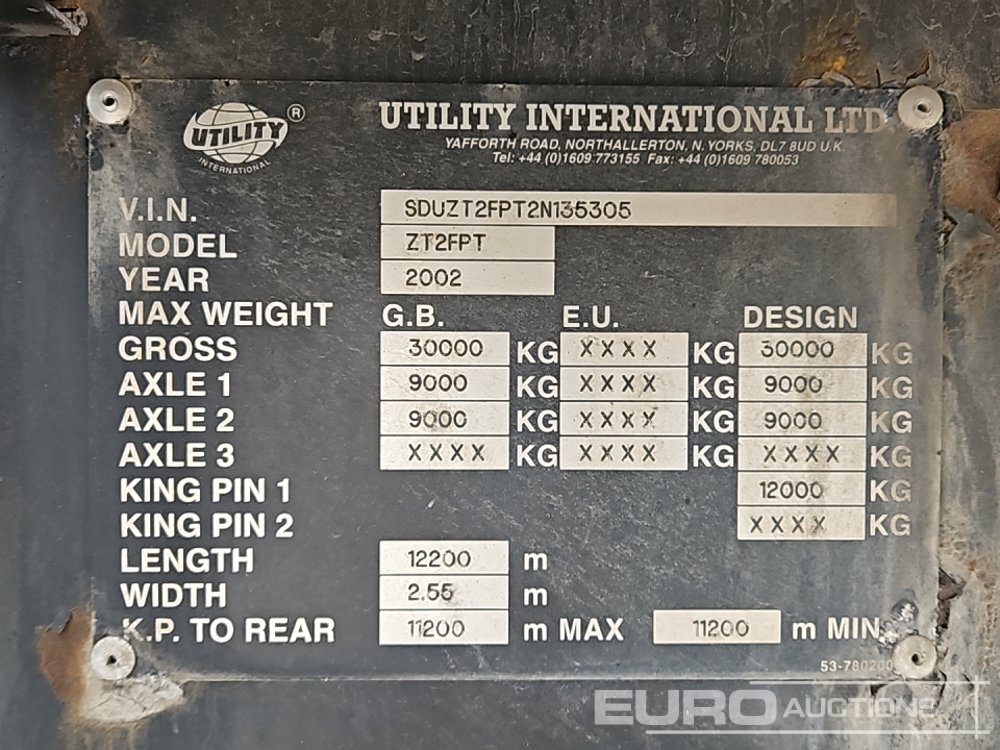 UTILITY ®
INTERNATIONAL
UTILITY INTERNATIONAL LTD.
YAFFORTH ROAD, NORTHALLERTON, N. YORKS, DL7 8UD U.K.
Tel: +44 (0)1609 773155 Fax: +44 (0)1609 780053
V.I.N. SDUZT2FPT2N135305
MODEL ZT2FPT
YEAR 2002
MAX WEIGHT G.B. E.U. DESIGN
GROSS 30000 KG XXXX KG 30000 KG
AXLE 1 9000 KG XXXX KG 9000 KG
AXLE 2 9000 KG XXXX KG 9000 KG
AXLE 3 XXXX KG XXXX KG XXXX KG
KING PIN 1 12000 KG
KING PIN 2 XXXX KG
LENGTH 12200 m
WIDTH 2.55 m
K.P. TO REAR 11200 m MAX 11200 m MIN.
53-780200
EURO AUCTIONS